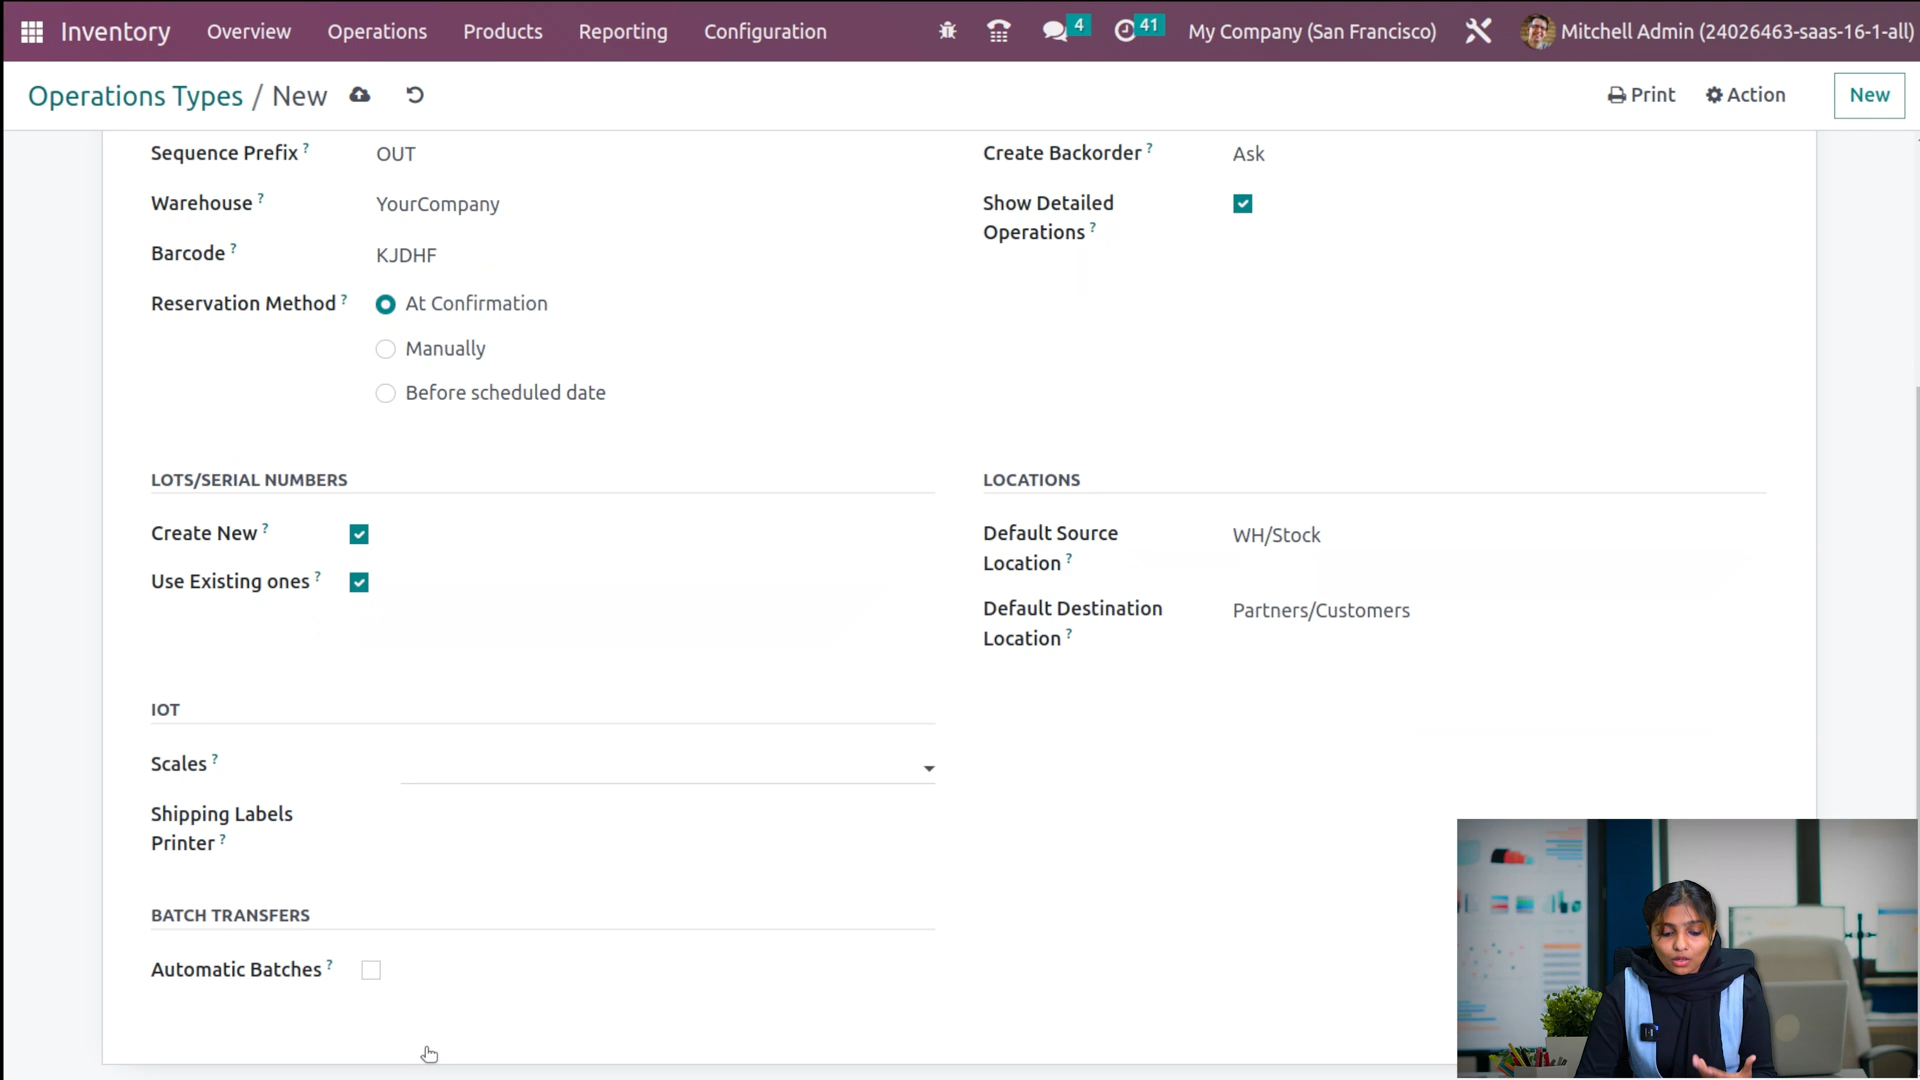 Inventory Overview Operations Products Reporting Configuration 4 41 My Company (San Francisco) Mitchell Admin (24026463-saas-16-1-all)
Operations Types / New Print Action New
Sequence Prefix ? OUT
Create Backorder ? Ask
Warehouse ? YourCompany
Show Detailed
Operations ?
Barcode ? KJDHF
Reservation Method ? At Confirmation
Manually
Before scheduled date
LOTS/SERIAL NUMBERS
Create New ?
Use Existing ones ?
LOCATIONS
Default Source
Location ?
WH/Stock
Default Destination
Location ?
Partners/Customers
IOT
Scales ?
Shipping Labels
Printer ?
BATCH TRANSFERS
Automatic Batches ?